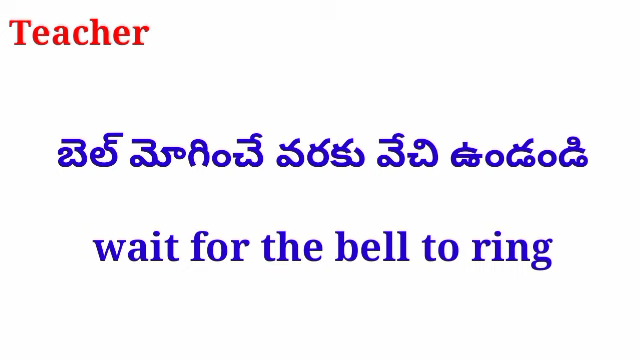 Teacher
బెల్ మోగించే వరకు వేచి ఉండండి
wait for the bell to ring